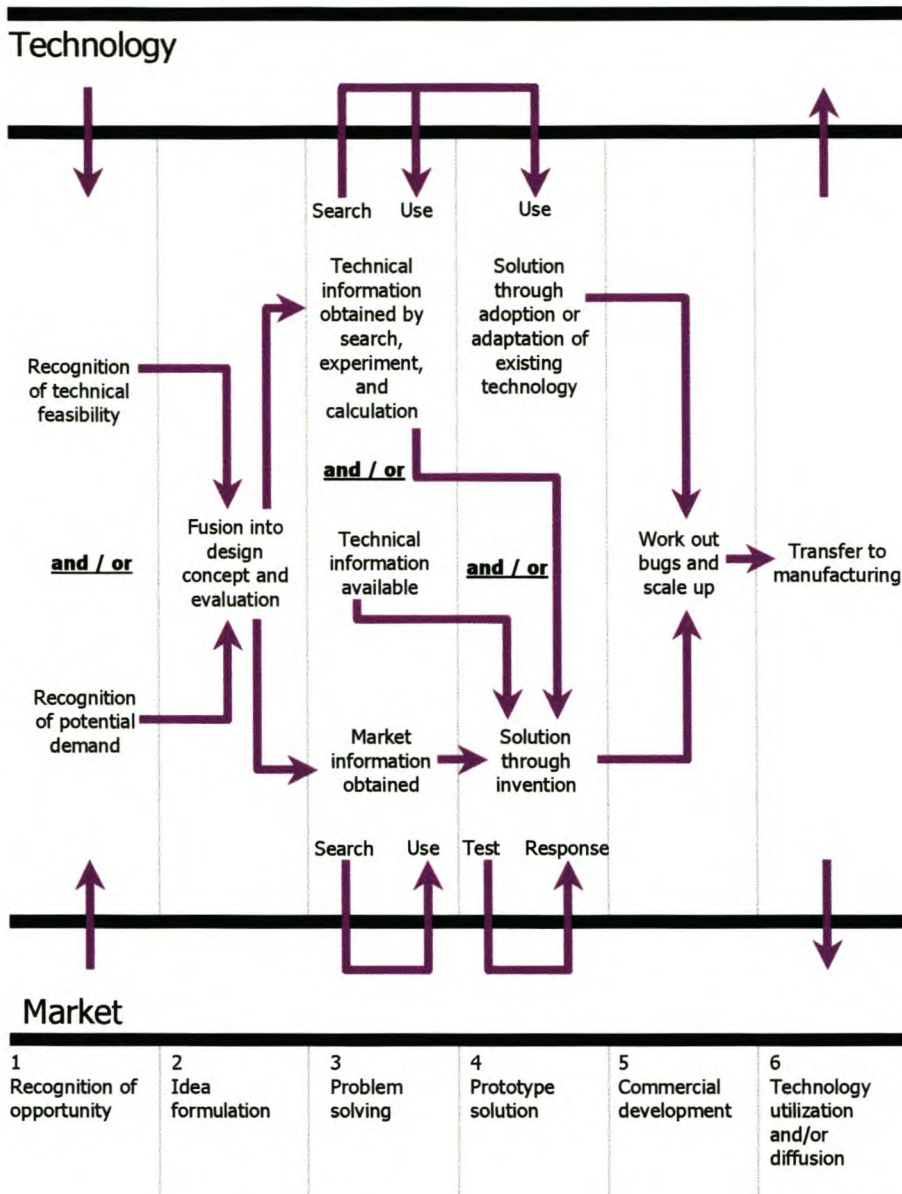 Technology
Search Use
Use
Technical
information
obtained by
search,
experiment,
and
calculation
Solution
through
adoption or
adaptation of
existing
technology
Recognition
of technical
feasibility
and / or
Fusion into
design
concept and
evaluation
and / or
Technical
information
available
and / or
Work out
bugs and
scale up
Transfer to
manufacturing
Recognition
of potential
demand
Market
information
obtained
Solution
through
invention
Search Use
Test Response
Market
1
Recognition of
opportunity
2
Idea
formulation
3
Problem
solving
4
Prototype
solution
5
Commercial
development
6
Technology
utilization
and/or
diffusion